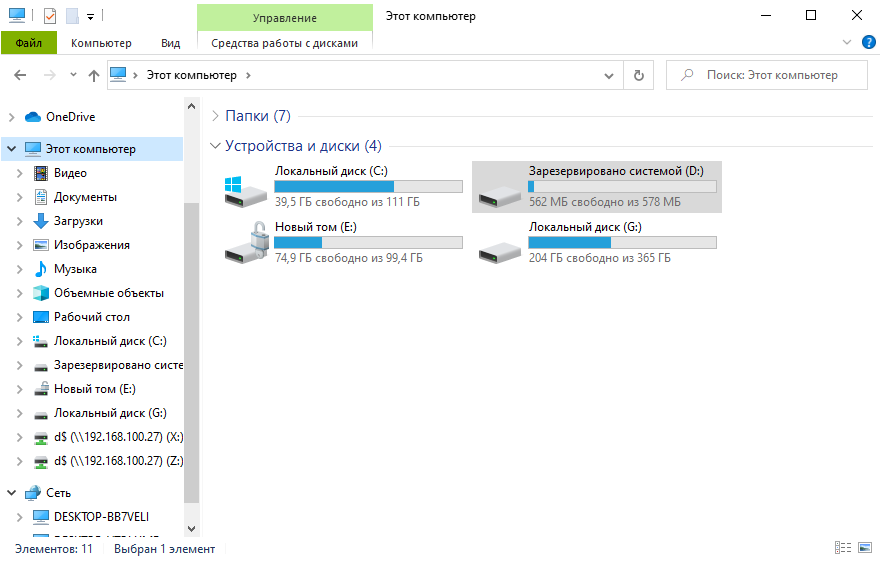 Управление
Этот компьютер
Файл
Компьютер
Вид
Средства работы с дисками
Этот компьютер
Поиск: Этот компьютер
OneDrive
Этот компьютер
Видео
Документы
Загрузки
Изображения
Музыка
Объемные объекты
Рабочий стол
Локальный диск (C:)
Зарезервировано систе
Новый том (E:)
Локальный диск (G:)
d$ (\\192.168.100.27) (X:)
d$ (\\192.168.100.27) (Z:)
Сеть
DESKTOP-BB7VELI
Папки (7)
Устройства и диски (4)
Локальный диск (C:)
39,5 ГБ свободно из 111 ГБ
Зарезервировано системой (D:)
562 МБ свободно из 578 МБ
Новый том (E:)
74,9 ГБ свободно из 99,4 ГБ
Локальный диск (G:)
204 ГБ свободно из 365 ГБ
Элементов: 11
Выбран 1 элемент